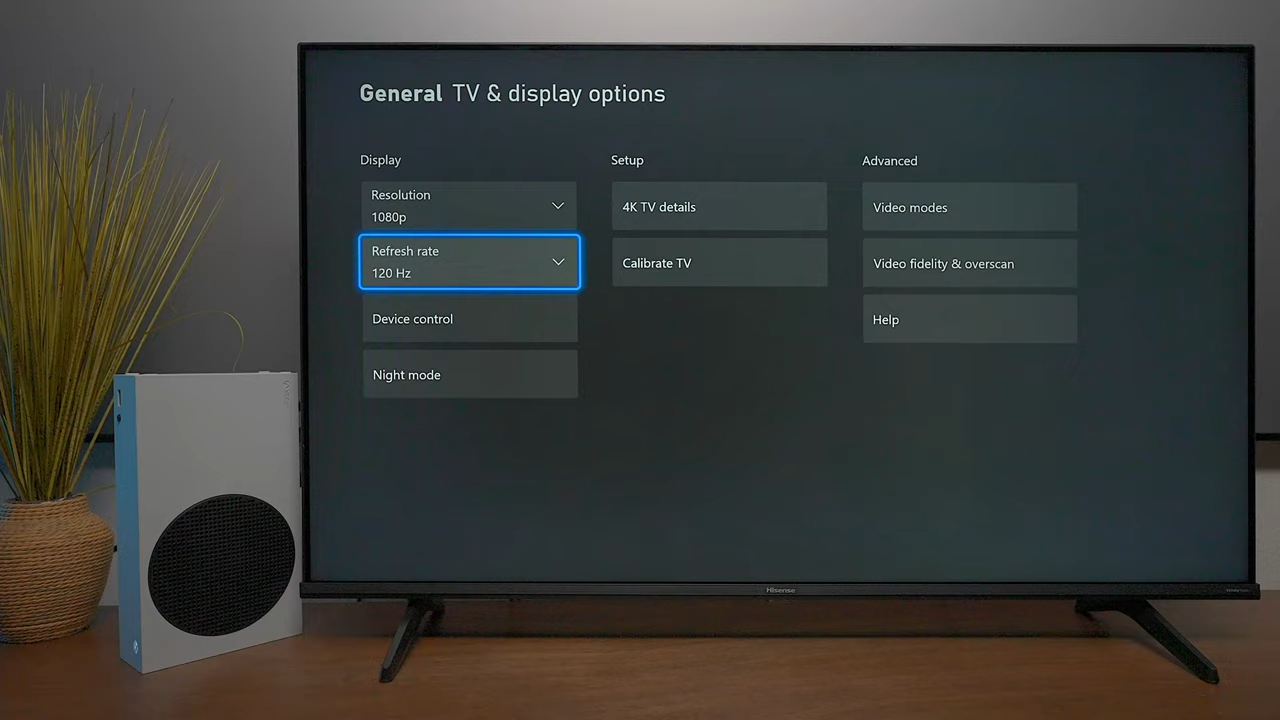 General TV & display options
Display
Resolution
1080p
Refresh rate
120 Hz
Device control
Night mode
Setup
4K TV details
Calibrate TV
Advanced
Video modes
Video fidelity & overscan
Help
Hisense